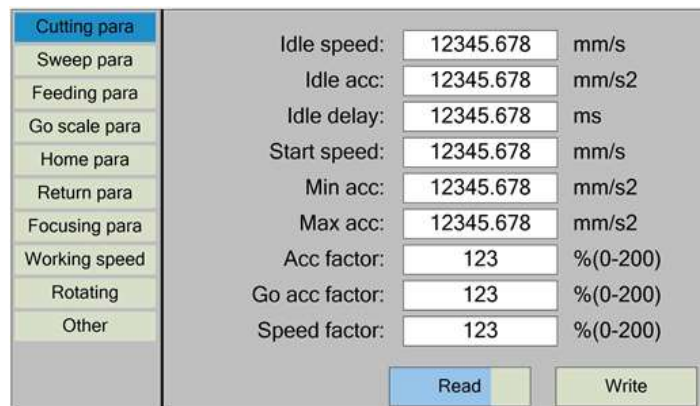 Cutting para
Sweep para
Feeding para
Go scale para
Home para
Return para
Focusing para
Working speed
Rotating
Other
Idle speed: 12345.678 mm/s
Idle acc: 12345.678 mm/s2
Idle delay: 12345.678 ms
Start speed: 12345.678 mm/s
Min acc: 12345.678 mm/s2
Max acc: 12345.678 mm/s2
Acc factor: 123 %(0-200)
Go acc factor: 123 %(0-200)
Speed factor: 123 %(0-200)
Read Write